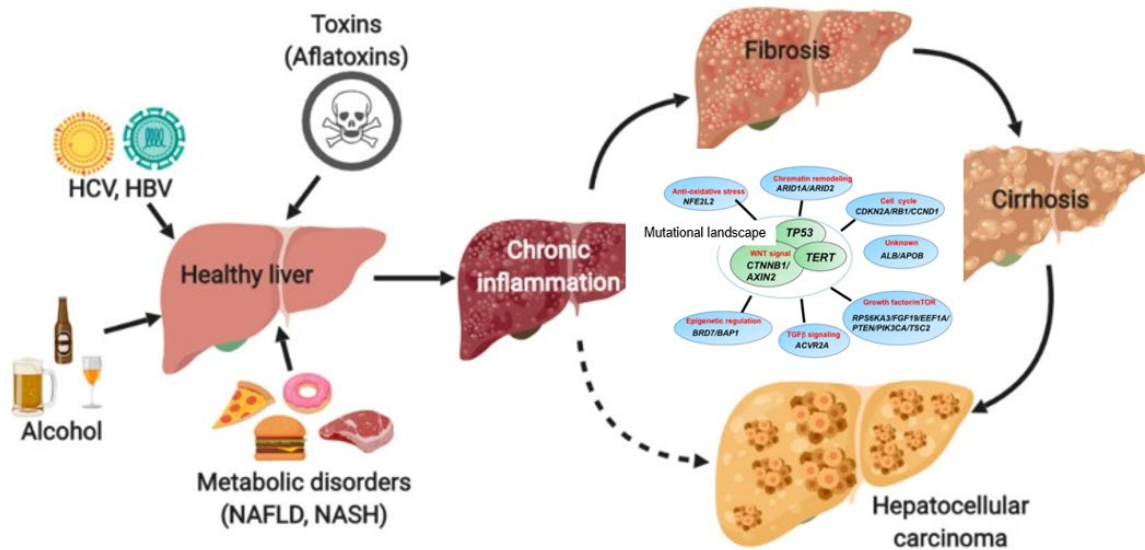 Toxins
(Aflatoxins)
HCV, HBV
Healthy liver
Alcohol
Metabolic disorders
(NAFLD, NASH)
Chronic
inflammation
Fibrosis
Cirrhosis
Hepatocellular
carcinoma
Mutational landscape
Anti-oxidative stress
NFE2L2
Chromatin remodeling
ARID1A/ARID2
Cell cycle
CDKN2A/RB1/CCND1
Unknown
ALB/APOB
Growth factor/mTOR
RPS6KA3/FGF19/EEF1A/
PTEN/PIK3CA/TSC2
TGFβ signaling
ACVR2A
Epigenetic regulation
BRD7/BAP1
TP53
TERT
WNT signal
CTNNB1/
AXIN2